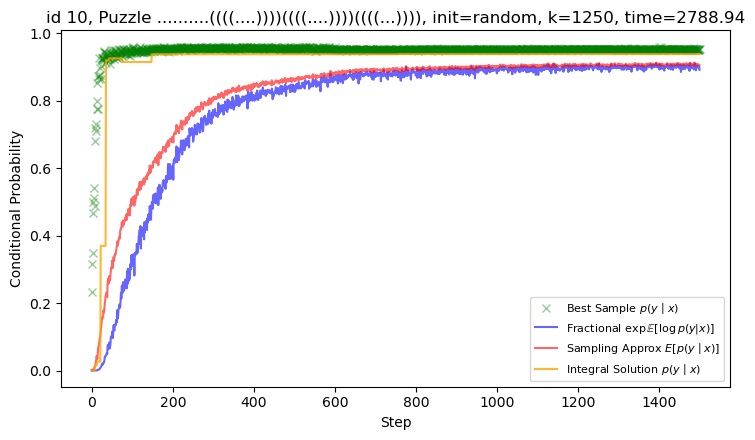 id 10, Puzzle ..........((((....))))((((....))))((((...)))), init=random, k=1250, time=2788.94
1.0
0.8
0.6
0.4
0.2
0.0
Conditional Probability
0
200
400
600
800
1000
1200
1400
Step
Best Sample p(y | x)
Fractional exp𝔼[log p(y|x)]
Sampling Approx E[p(y | x)]
Integral Solution p(y | x)